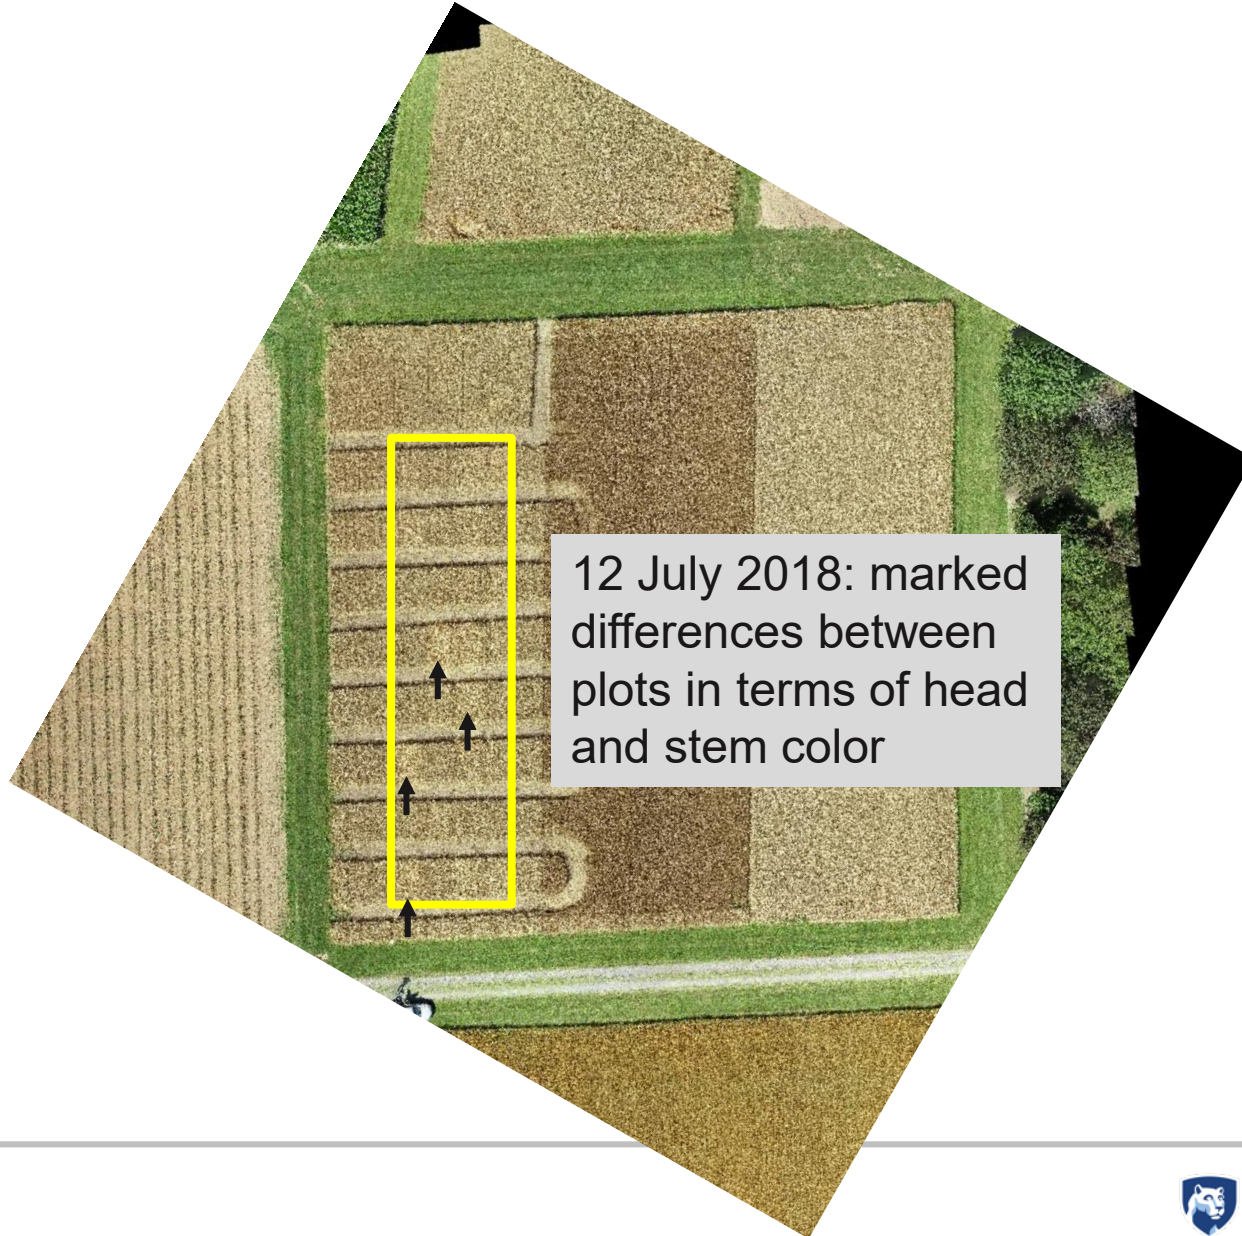 12 July 2018: marked
differences between
plots in terms of head
and stem color